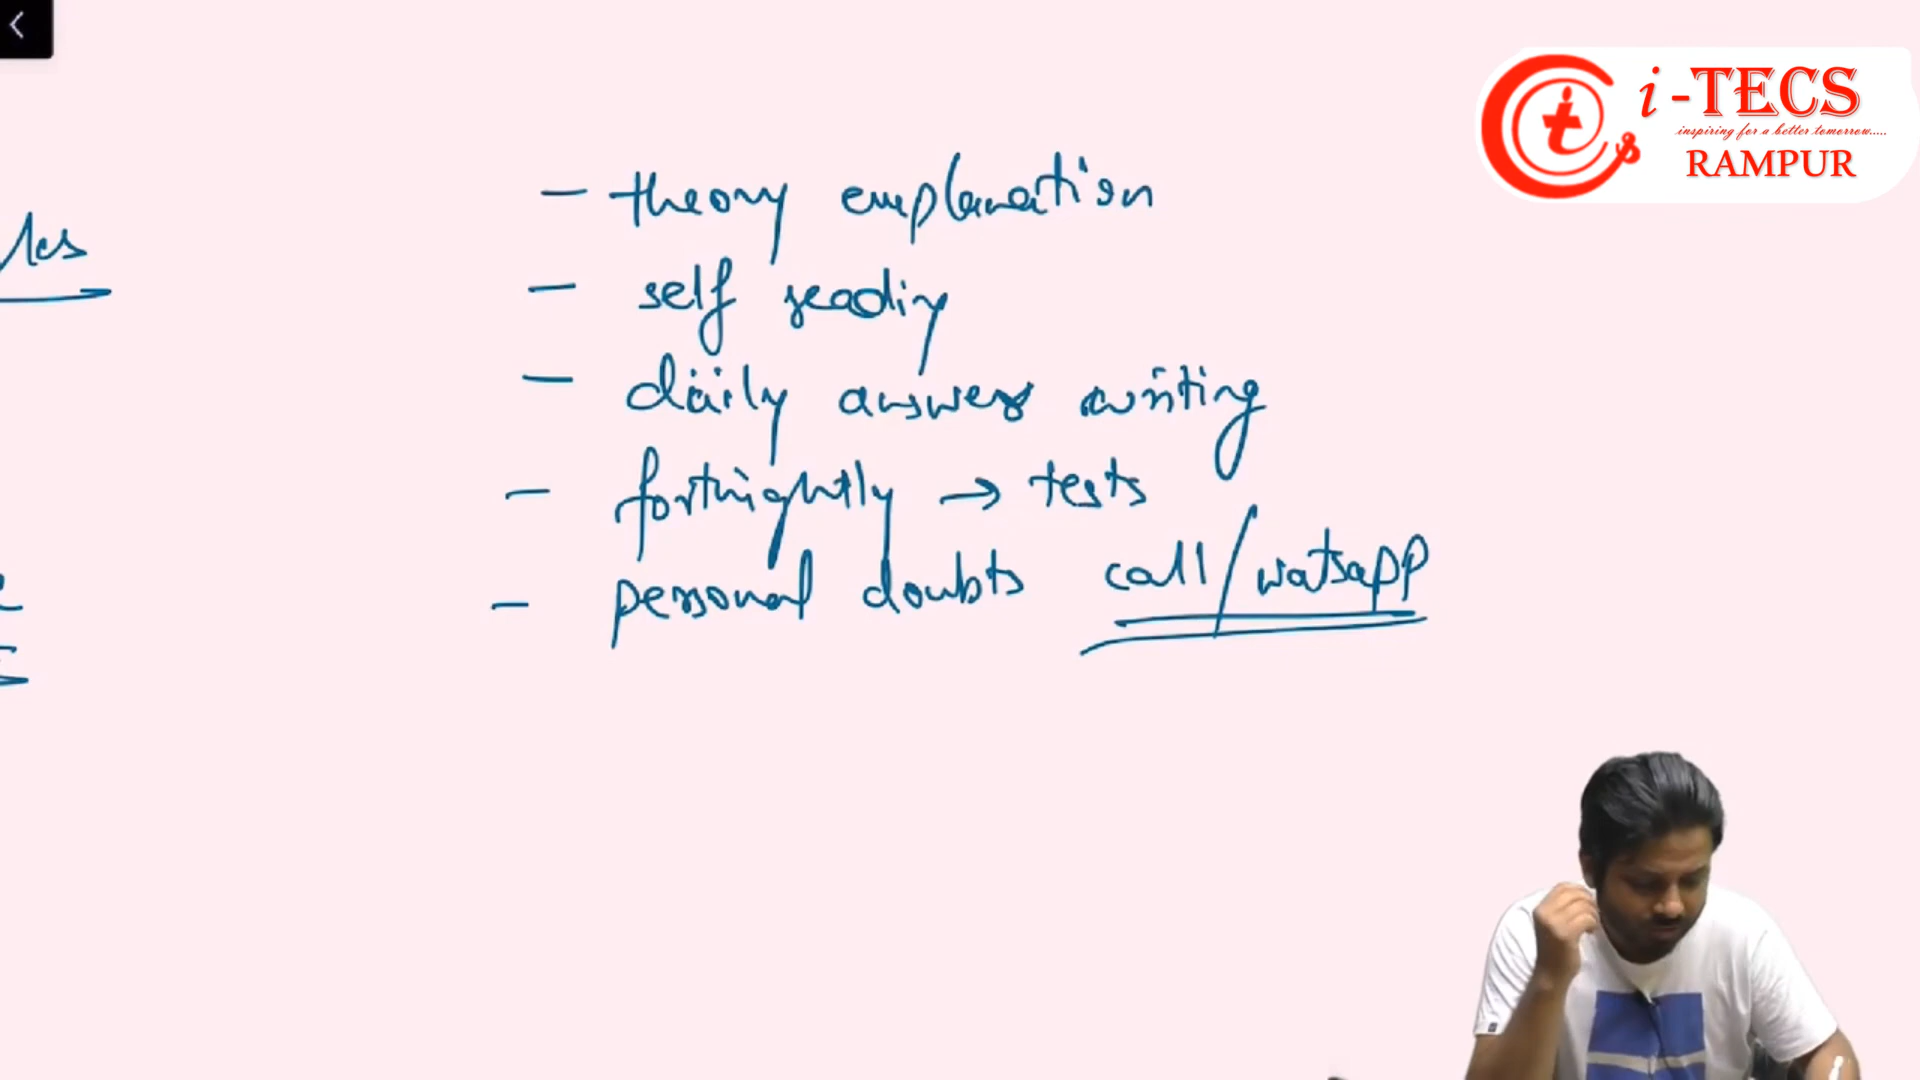 i-TECS
inspiring for a better tomorrow.....
RAMPUR
- theory explanation
- self reading
- daily answer writing
- fortnightly → tests
- personal doubts call/watsapp